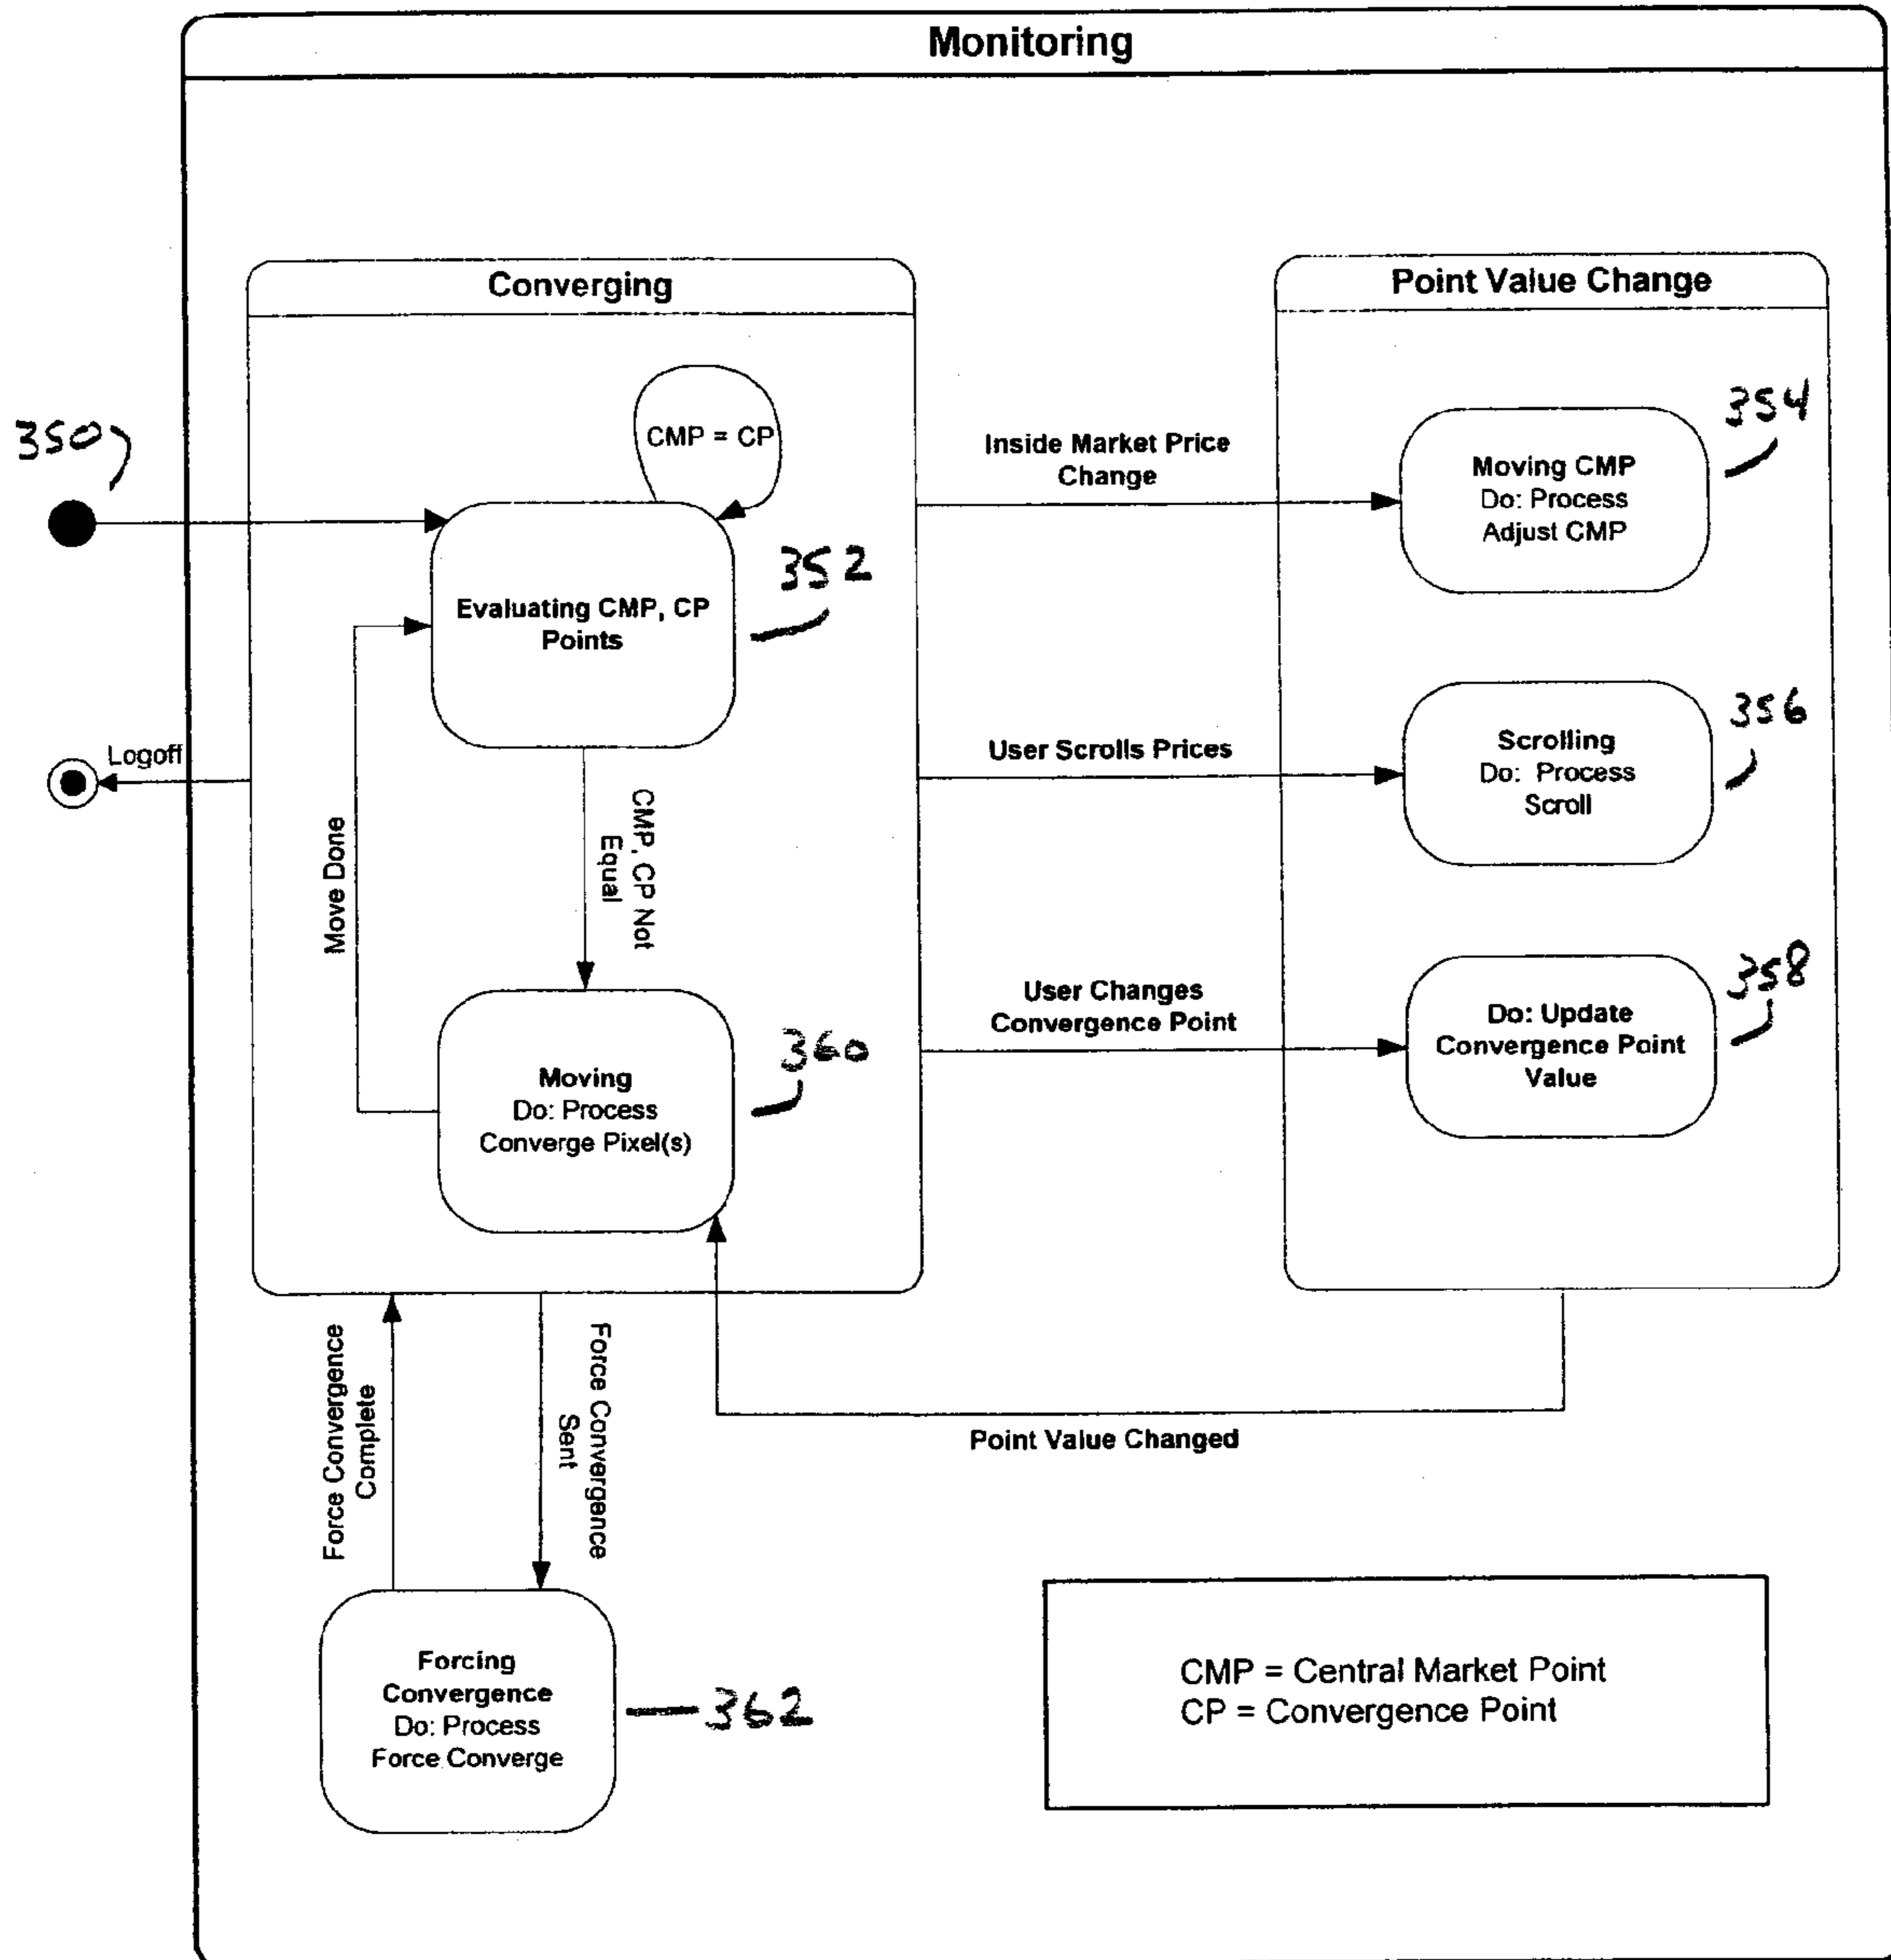 Monitoring
Converging
Point Value Change
350
CMP = CP
Inside Market Price
Change
354
Moving CMP
Do: Process
Adjust CMP
352
Evaluating CMP, CP
Points
Logoff
User Scrolls Prices
356
Scrolling
Do: Process
Scroll
Move Done
CMP, CP Not
Equal
User Changes
Convergence Point
358
Do: Update
Convergence Point
Value
360
Moving
Do: Process
Converge Pixel(s)
Force Convergence
Complete
Force Convergence
Sent
Point Value Changed
Forcing
Convergence
Do: Process
Force Converge
362
CMP = Central Market Point
CP = Convergence Point